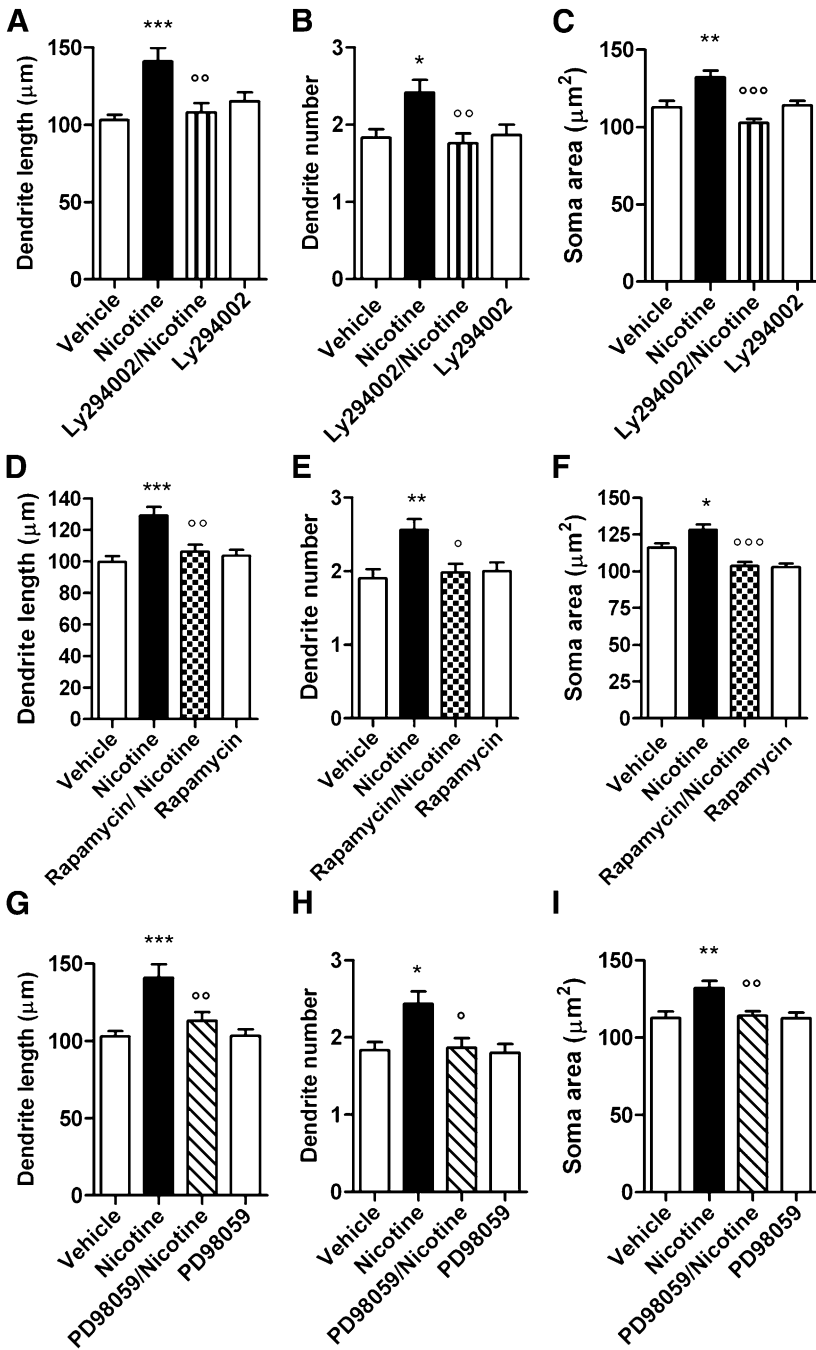 A
Dendrite length (μm)
150
100
50
0
***
°°
Vehicle
Nicotine
Ly294002/Nicotine
Ly294002
B
Dendrite number
3
2
1
0
*
°°
Vehicle
Nicotine
Ly294002/Nicotine
Ly294002
C
Soma area (μm²)
150
100
50
0
**
°°°
Vehicle
Nicotine
Ly294002/Nicotine
Ly294002
D
Dendrite length (μm)
140
120
100
80
60
40
20
0
***
°°
Vehicle
Nicotine
Rapamycin/ Nicotine
Rapamycin
E
Dendrite number
3
2
1
0
**
°
Vehicle
Nicotine
Rapamycin/Nicotine
Rapamycin
F
Soma area (μm²)
150
125
100
75
50
25
0
*
°°°
Vehicle
Nicotine
Rapamycin/Nicotine
Rapamycin
G
Dendrite length (μm)
150
100
50
0
***
°°
Vehicle
Nicotine
PD98059/Nicotine
PD98059
H
Dendrite number
3
2
1
0
*
°
Vehicle
Nicotine
PD98059/Nicotine
PD98059
I
Soma area (μm²)
150
100
50
0
**
°°
Vehicle
Nicotine
PD98059/Nicotine
PD98059